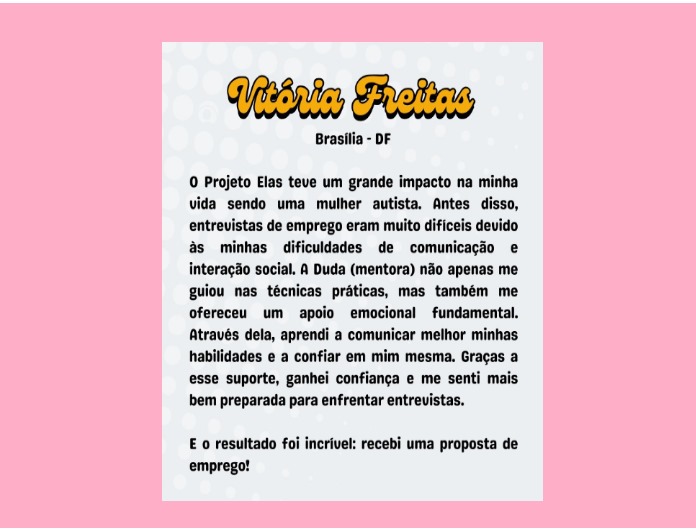 Vitória Freitas
Brasília - DF
O Projeto Elas teve um grande impacto na minha
vida sendo uma mulher autista. Antes disso,
entrevistas de emprego eram muito difíceis devido
às minhas dificuldades de comunicação e
interação social. A Duda (mentora) não apenas me
guiou nas técnicas práticas, mas também me
ofereceu um apoio emocional fundamental.
Através dela, aprendi a comunicar melhor minhas
habilidades e a confiar em mim mesma. Graças a
esse suporte, ganhei confiança e me senti mais
bem preparada para enfrentar entrevistas.
E o resultado foi incrível: recebi uma proposta de
emprego!